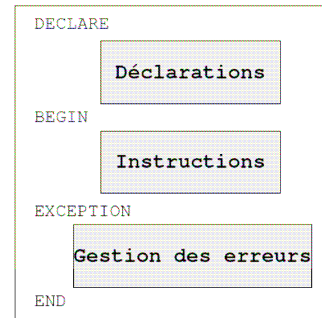 DECLARE
Déclarations
BEGIN
Instructions
EXCEPTION
Gestion des erreurs
END